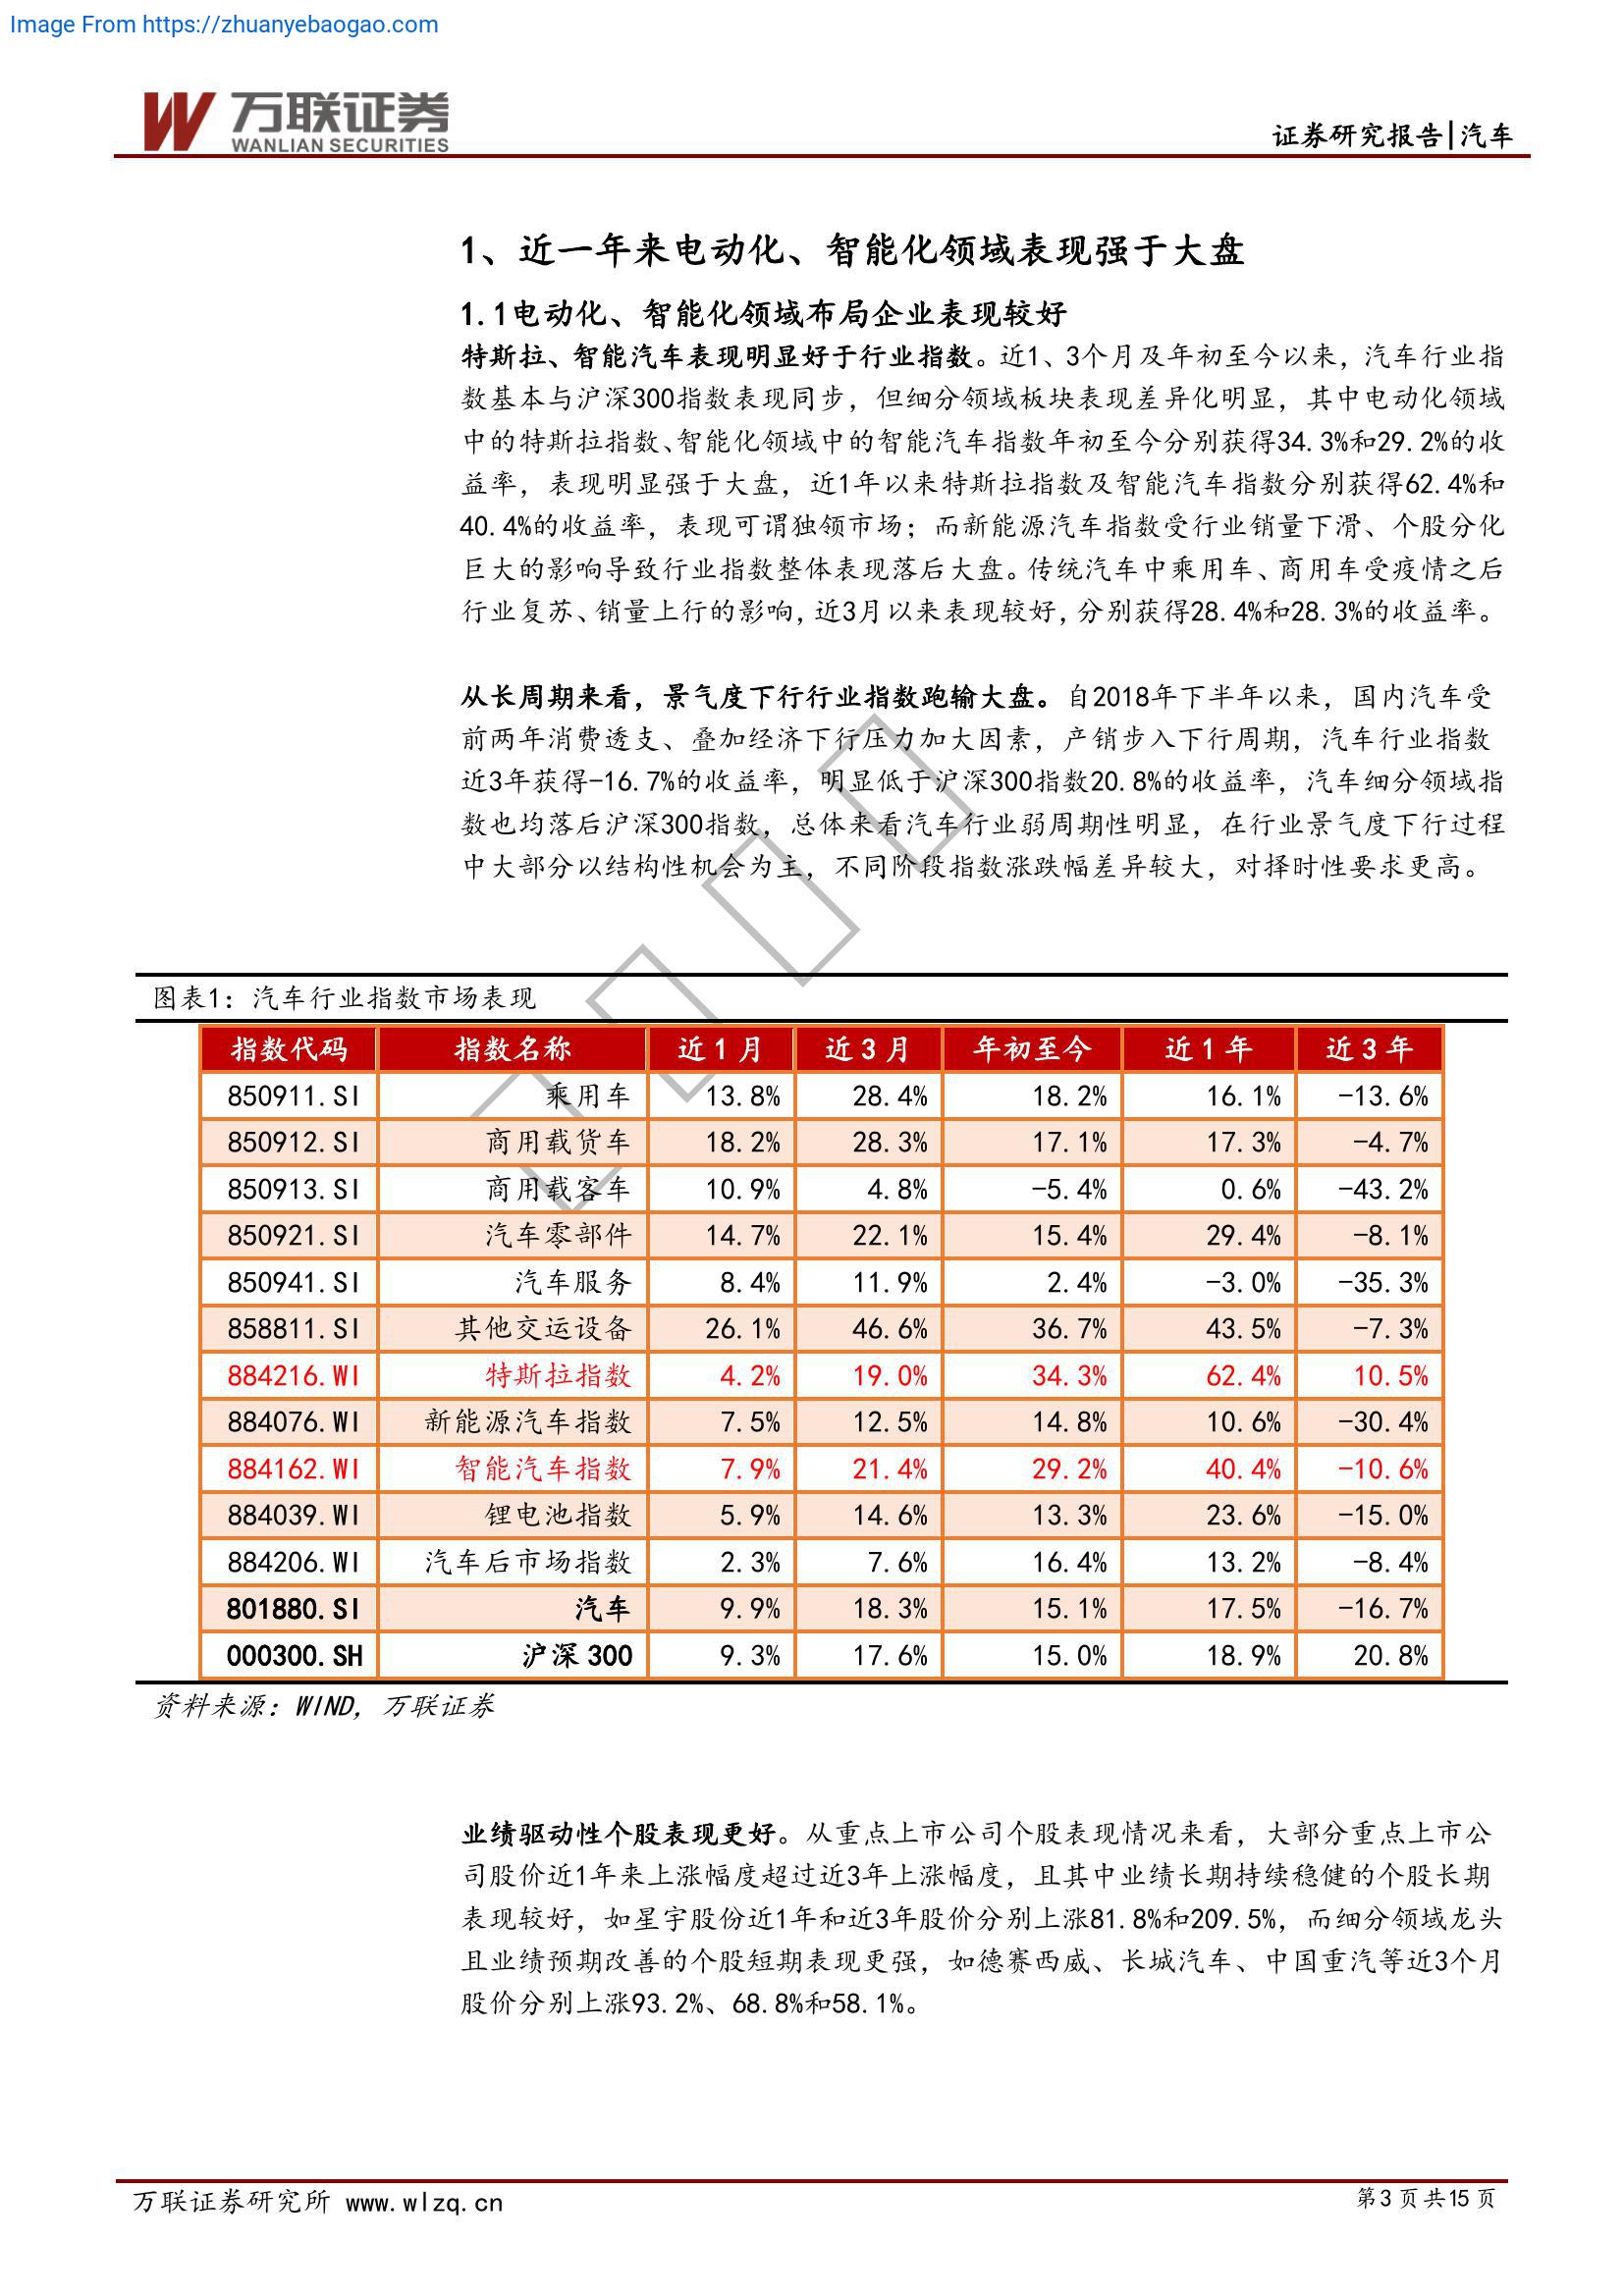 Image From https://zhuanyebaogao.com
万联证券
WANLIAN SECURITIES
证券研究报告|汽车
1、近一年来电动化、智能化领域表现强于大盘
1.1电动化、智能化领域布局企业表现较好
特斯拉、智能汽车表现明显好于行业指数。近1、3个月及年初至今以来，汽车行业指
数基本与沪深300指数表现同步，但细分领域板块表现差异化明显，其中电动化领域
中的特斯拉指数、智能化领域中的智能汽车指数年初至今分别获得34.3%和29.2%的收
益率，表现明显强于大盘，近1年以来特斯拉指数及智能汽车指数分别获得62.4%和
40.4%的收益率，表现可谓独领市场；而新能源汽车指数受行业销量下滑、个股分化
巨大的影响导致行业指数整体表现落后大盘。传统汽车中乘用车、商用车受疫情之后
行业复苏、销量上行的影响，近3月以来表现较好，分别获得28.4%和28.3%的收益率。
从长周期来看，景气度下行行业指数跑输大盘。自2018年下半年以来，国内汽车受
前两年消费透支、叠加经济下行压力加大因素，产销步入下行周期，汽车行业指数
近3年获得-16.7%的收益率，明显低于沪深300指数20.8%的收益率，汽车细分领域指
数也均落后沪深300指数，总体来看汽车行业弱周期性明显，在行业景气度下行过程
中大部分以结构性机会为主，不同阶段指数涨跌幅差异较大，对择时性要求更高。
图表1：汽车行业指数市场表现
指数代码 指数名称 近1月 近3月 年初至今 近1年 近3年
850911.SI 乘用车 13.8% 28.4% 18.2% 16.1% -13.6%
850912.SI 商用载货车 18.2% 28.3% 17.1% 17.3% -4.7%
850913.SI 商用载客车 10.9% 4.8% -5.4% 0.6% -43.2%
850921.SI 汽车零部件 14.7% 22.1% 15.4% 29.4% -8.1%
850941.SI 汽车服务 8.4% 11.9% 2.4% -3.0% -35.3%
858811.SI 其他交运设备 26.1% 46.6% 36.7% 43.5% -7.3%
884216.WI 特斯拉指数 4.2% 19.0% 34.3% 62.4% 10.5%
884076.WI 新能源汽车指数 7.5% 12.5% 14.8% 10.6% -30.4%
884162.WI 智能汽车指数 7.9% 21.4% 29.2% 40.4% -10.6%
884039.WI 锂电池指数 5.9% 14.6% 13.3% 23.6% -15.0%
884206.WI 汽车后市场指数 2.3% 7.6% 16.4% 13.2% -8.4%
801880.SI 汽车 9.9% 18.3% 15.1% 17.5% -16.7%
000300.SH 沪深300 9.3% 17.6% 15.0% 18.9% 20.8%
资料来源：WIND，万联证券
业绩驱动性个股表现更好。从重点上市公司个股表现情况来看，大部分重点上市公
司股价近1年来上涨幅度超过近3年上涨幅度，且其中业绩长期持续稳健的个股长期
表现较好，如星宇股份近1年和近3年股价分别上涨81.8%和209.5%，而细分领域龙头
且业绩预期改善的个股短期表现更强，如德赛西威、长城汽车、中国重汽等近3个月
股价分别上涨93.2%、68.8%和58.1%。
万联证券研究所 www.wlzq.cn
第3页共15页